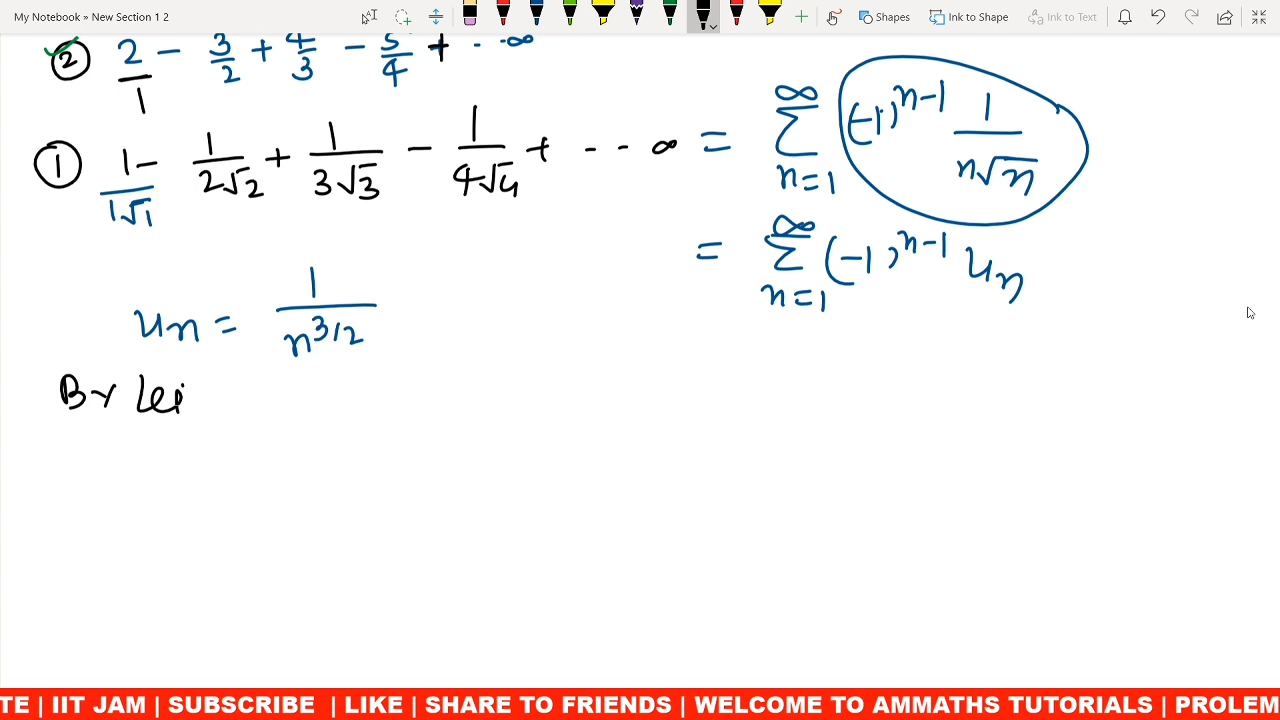 My Notebook » New Section 1 2
Shapes
Ink to Shape
Ink to Text
② 2/1 - 3/2 + 4/3 - 5/4 + - - ∞
① 1/1√1 - 1/2√2 + 1/3√3 - 1/4√4 + - - ∞ = ∑_{n=1}^{∞} (-1)^{n-1} 1/n√n
= ∑_{n=1}^{∞} (-1)^{n-1} u_n
u_n = 1/n^{3/2}
By Lei
TE | IIT JAM | SUBSCRIBE | LIKE | SHARE TO FRIENDS | WELCOME TO AMMATHS TUTORIALS | PROLEM